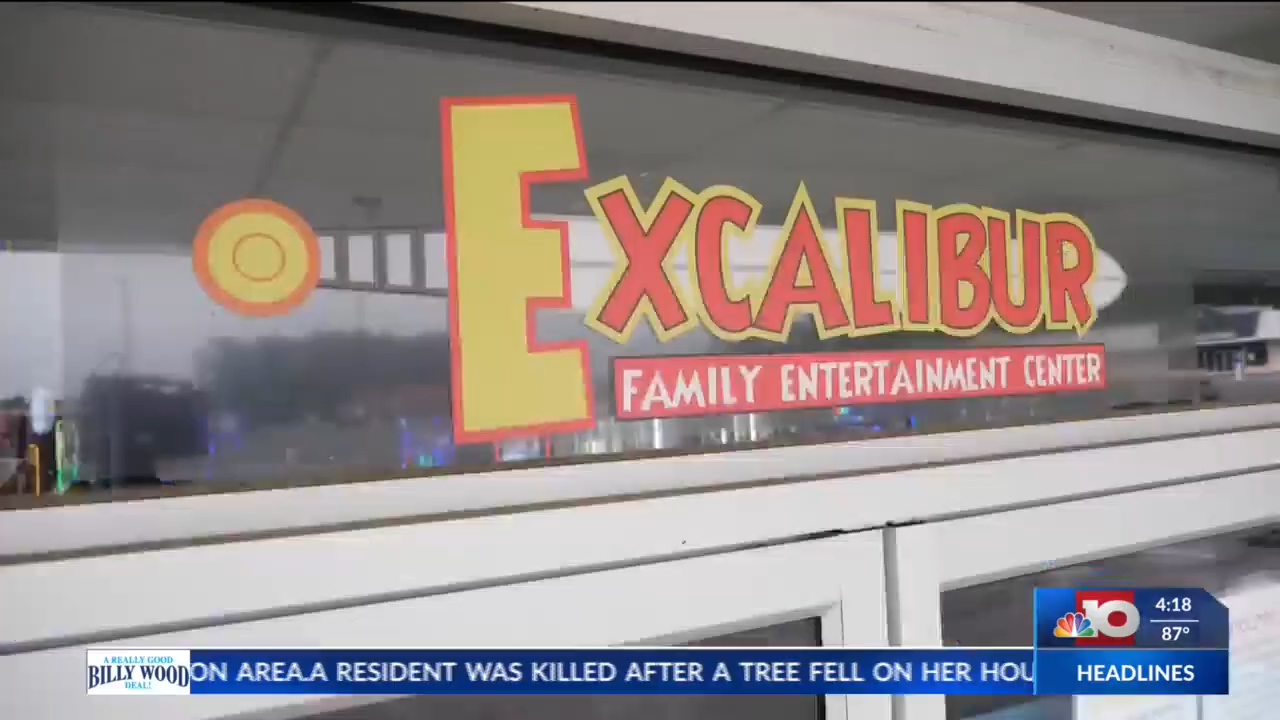 EXCALIBUR
FAMILY ENTERTAINMENT CENTER
10
4:18
87°
HEADLINES
A REALLY GOOD
BILLY WOOD
DEAL!
ON AREA.A RESIDENT WAS KILLED AFTER A TREE FELL ON HER HOU